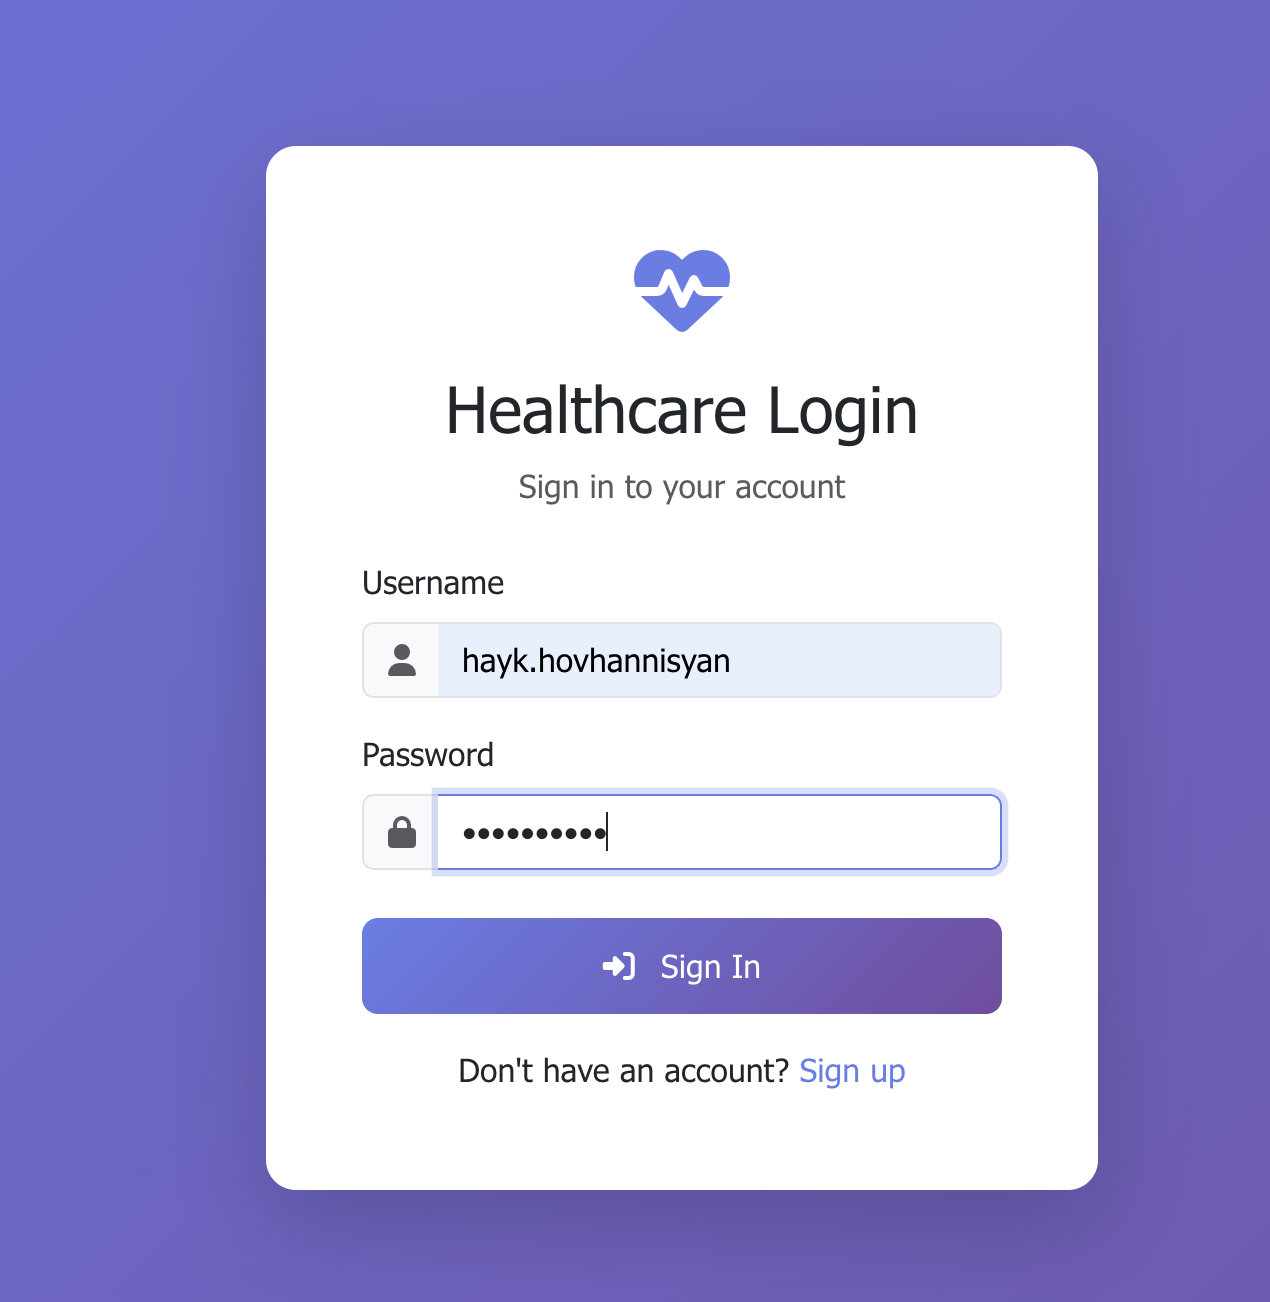 Healthcare Login
Sign in to your account
Username
hayk.hovhannisyan
Password
••••••••••
Sign In
Don't have an account? Sign up